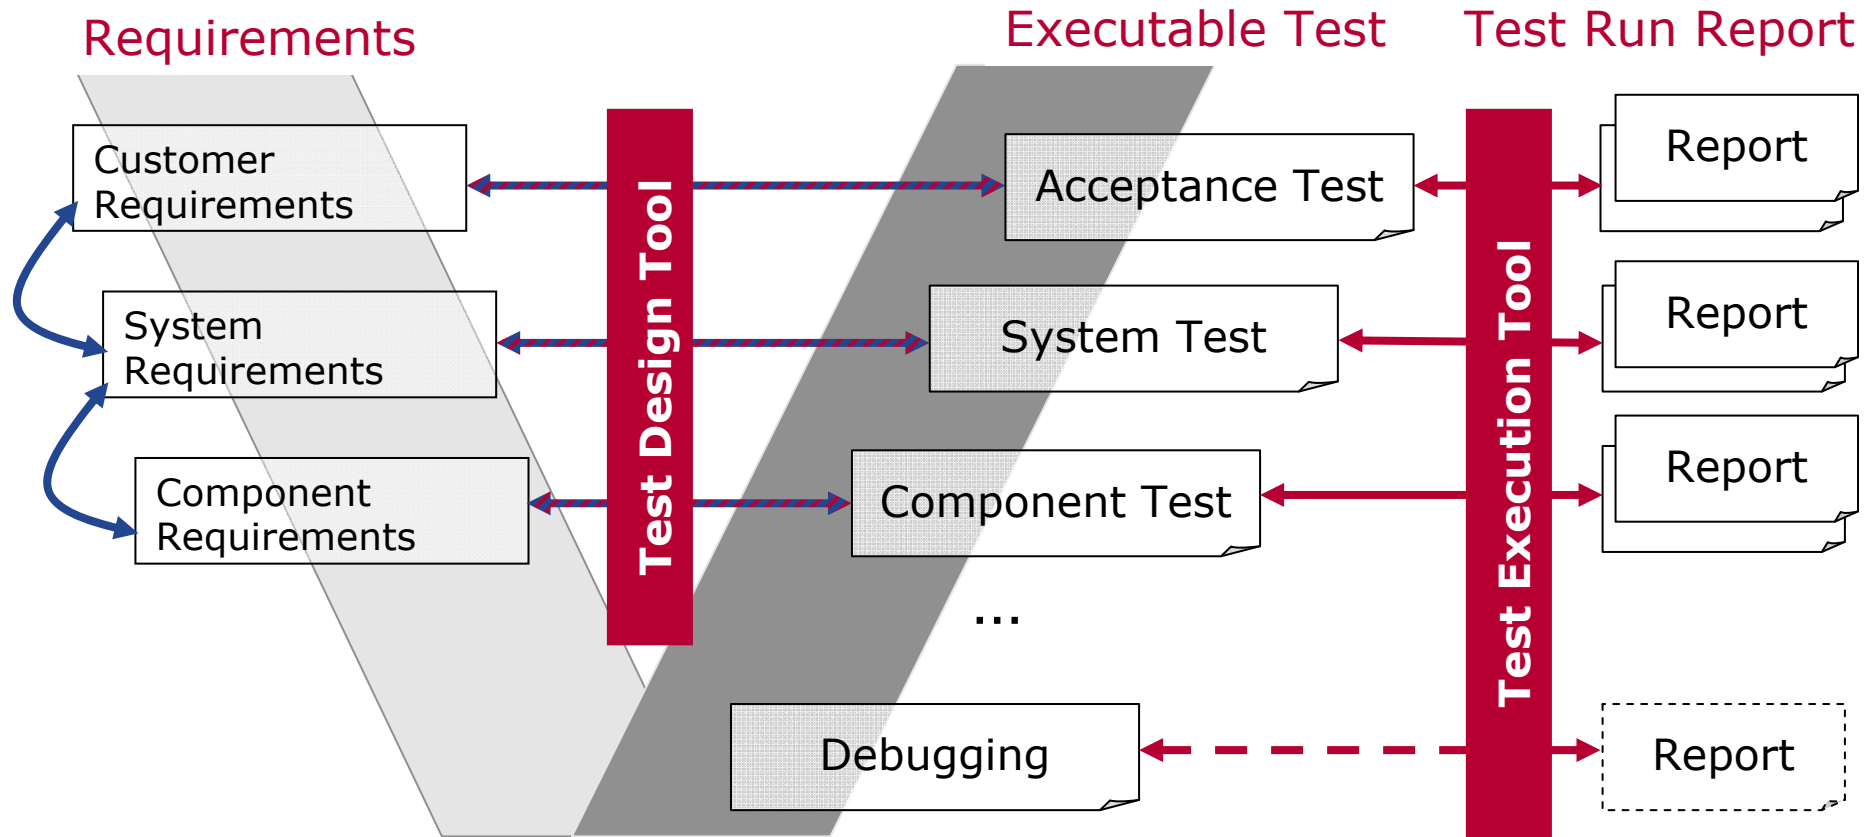 Requirements
Executable Test
Test Run Report
Customer
Requirements
System
Requirements
Component
Requirements
Test Design Tool
Acceptance Test
System Test
Component Test
...
Debugging
Test Execution Tool
Report
Report
Report
Report